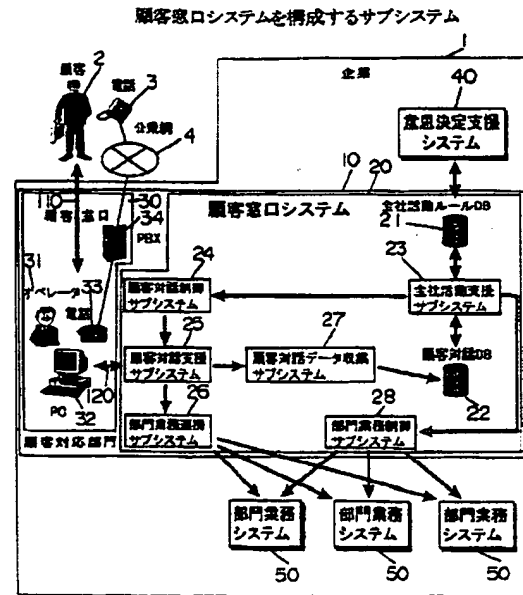 顧客窓口システムを構成するサブシステム
1
企業
顧客
2
電話
3
公衆網
4
40
意思決定支援
システム
10
20
110
30
34
顧客窓口
PBX
顧客窓口システム
全社活動ルールDB
21
31
オペレータ
33
電話
24
顧客対話制御
サブシステム
23
全社活動支援
サブシステム
25
顧客対話支援
サブシステム
27
顧客対話データ収集
サブシステム
顧客対話DB
22
PC
32
120
26
部門業務連携
サブシステム
28
部門業務制御
サブシステム
顧客対応部門
部門業務
システム
50
部門業務
システム
50
部門業務
システム
50